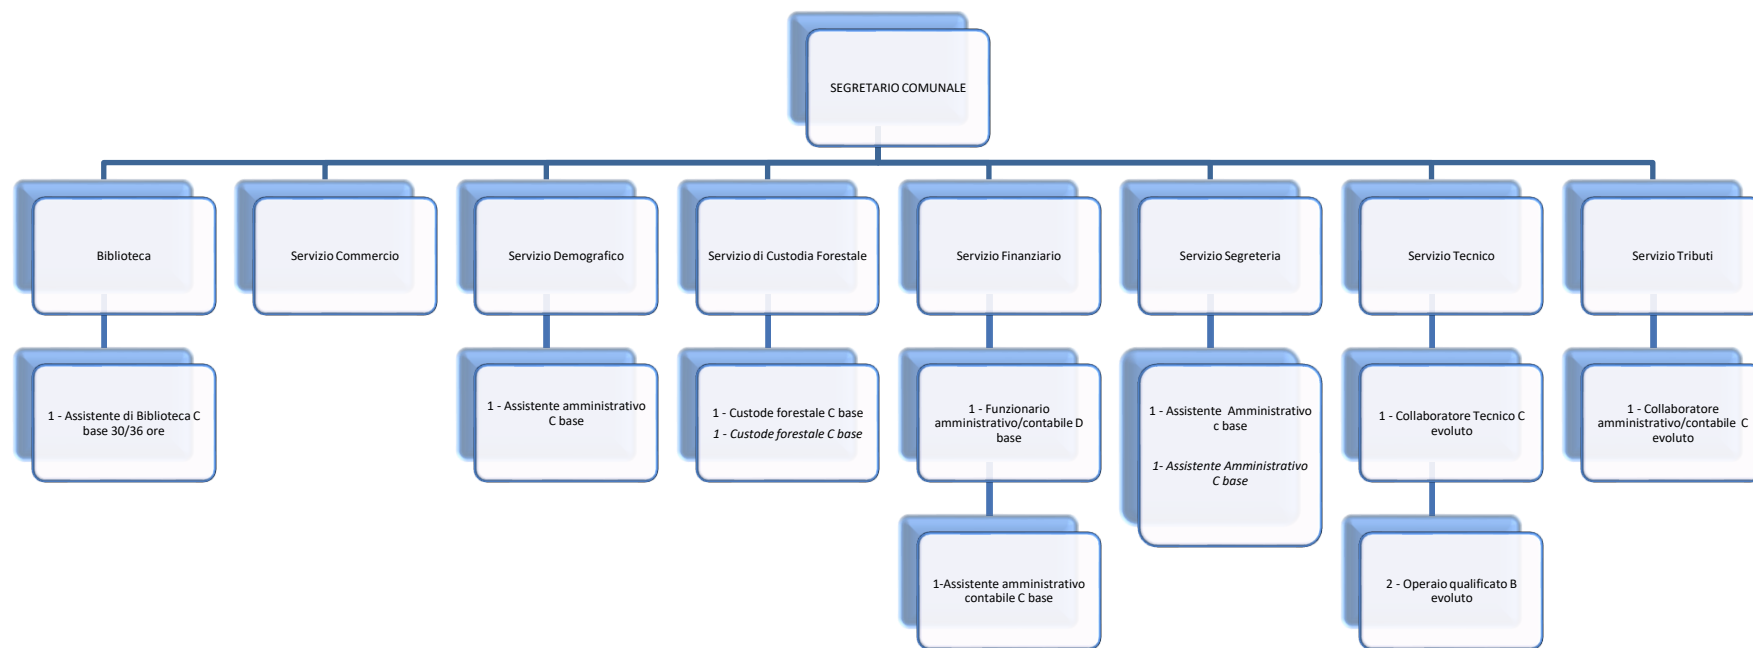 SEGRETARIO COMUNALE
Biblioteca
Servizio Commercio
Servizio Demografico
Servizio di Custodia Forestale
Servizio Finanziario
Servizio Segreteria
Servizio Tecnico
Servizio Tributi
1 - Assistente di Biblioteca C
base 30/36 ore
1 - Assistente amministrativo
C base
1 - Custode forestale C base
1 - Custode forestale C base
1 - Funzionario
amministrativo/contabile D
base
1 - Assistente Amministrativo
c base
1- Assistente Amministrativo
C base
1 - Collaboratore Tecnico C
evoluto
1 - Collaboratore
amministrativo/contabile C
evoluto
1-Assistente amministrativo
contabile C base
2 - Operaio qualificato B
evoluto